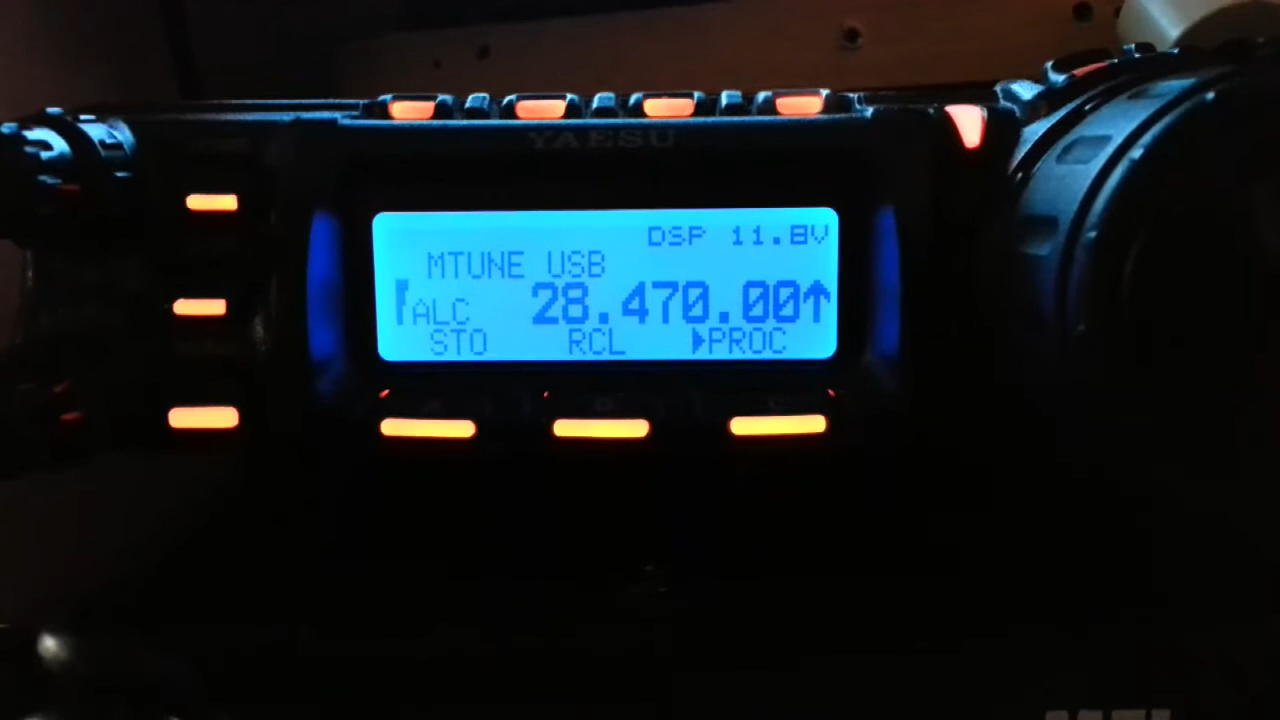 YAESU
DSP 11.8V
MTUNE USB
ALC 28.470.00↑
STO RCL ▶PROC